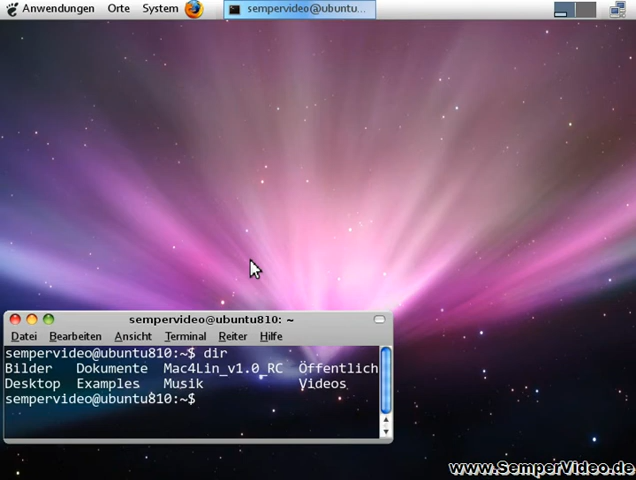 Anwendungen Orte System sempervideo@ubuntu...
sempervideo@ubuntu810: ~
Datei Bearbeiten Ansicht Terminal Reiter Hilfe
sempervideo@ubuntu810:~$ dir
Bilder Dokumente Mac4Lin_v1.0_RC Öffentlich
Desktop Examples Musik Videos
sempervideo@ubuntu810:~$
www.SemperVideo.de